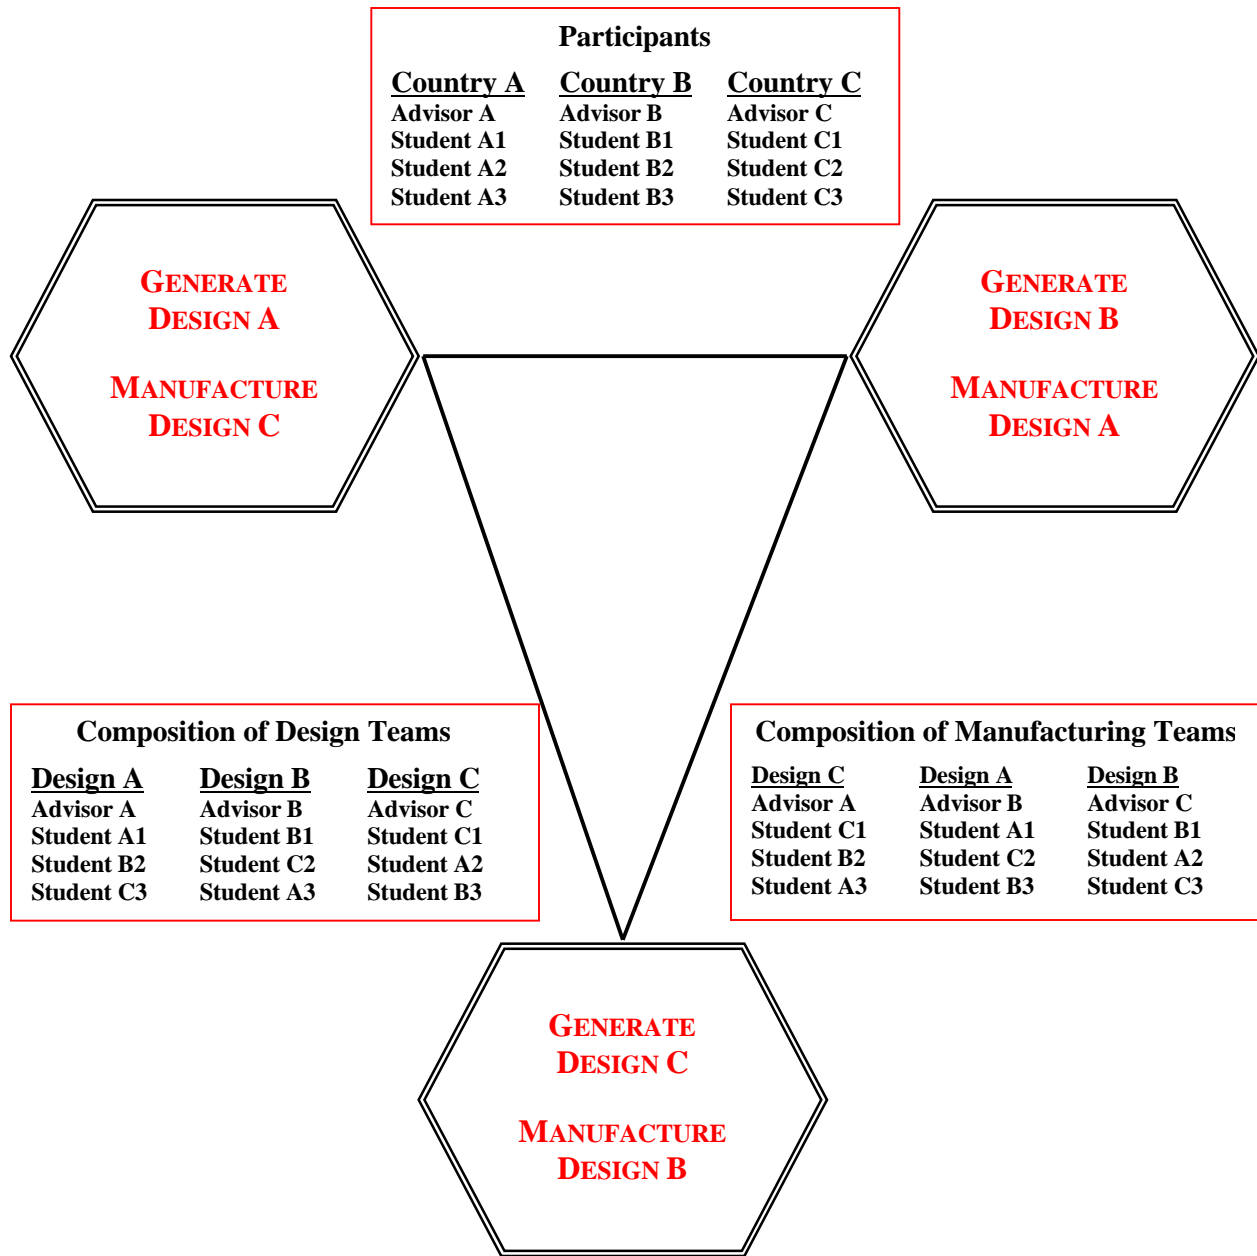 Participants
Country A Country B Country C
Advisor A Advisor B Advisor C
Student A1 Student B1 Student C1
Student A2 Student B2 Student C2
Student A3 Student B3 Student C3
GENERATE
DESIGN A
MANUFACTURE
DESIGN C
GENERATE
DESIGN B
MANUFACTURE
DESIGN A
Composition of Design Teams
Design A Design B Design C
Advisor A Advisor B Advisor C
Student A1 Student B1 Student C1
Student B2 Student C2 Student A2
Student C3 Student A3 Student B3
Composition of Manufacturing Teams
Design C Design A Design B
Advisor A Advisor B Advisor C
Student C1 Student A1 Student B1
Student B2 Student C2 Student A2
Student A3 Student B3 Student C3
GENERATE
DESIGN C
MANUFACTURE
DESIGN B